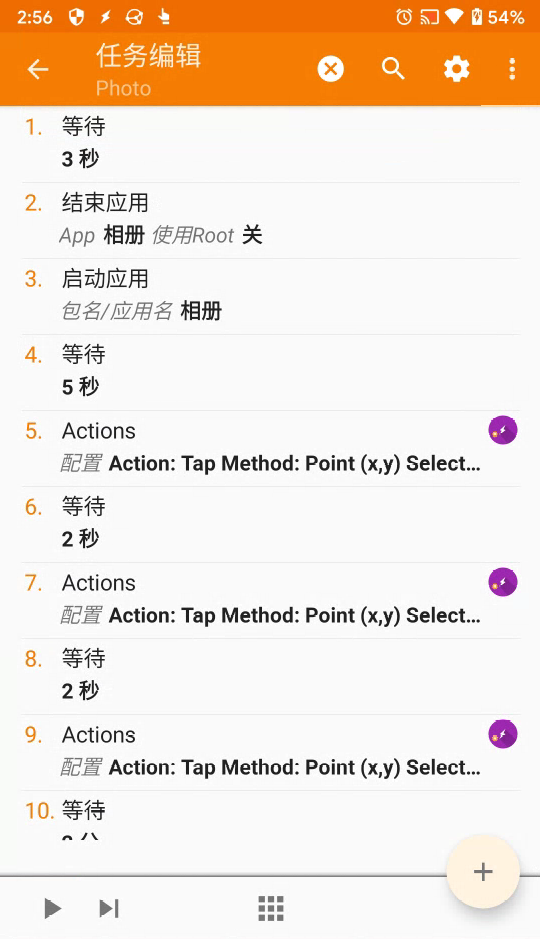 2:56
54%
任务编辑
Photo
1. 等待
3 秒
2. 结束应用
App 相册 使用Root 关
3. 启动应用
包名/应用名 相册
4. 等待
5 秒
5. Actions
配置 Action: Tap Method: Point (x,y) Select…
6. 等待
2 秒
7. Actions
配置 Action: Tap Method: Point (x,y) Select…
8. 等待
2 秒
9. Actions
配置 Action: Tap Method: Point (x,y) Select…
10. 等待